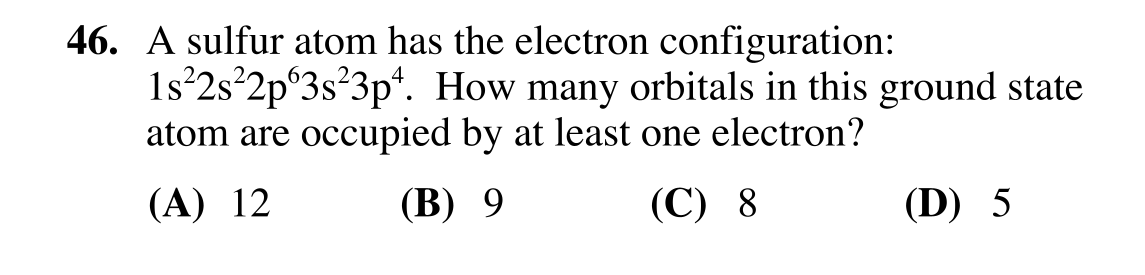 46. A sulfur atom has the electron configuration:
1s²2s²2p⁶3s²3p⁴. How many orbitals in this ground state
atom are occupied by at least one electron?
(A) 12 (B) 9 (C) 8 (D) 5